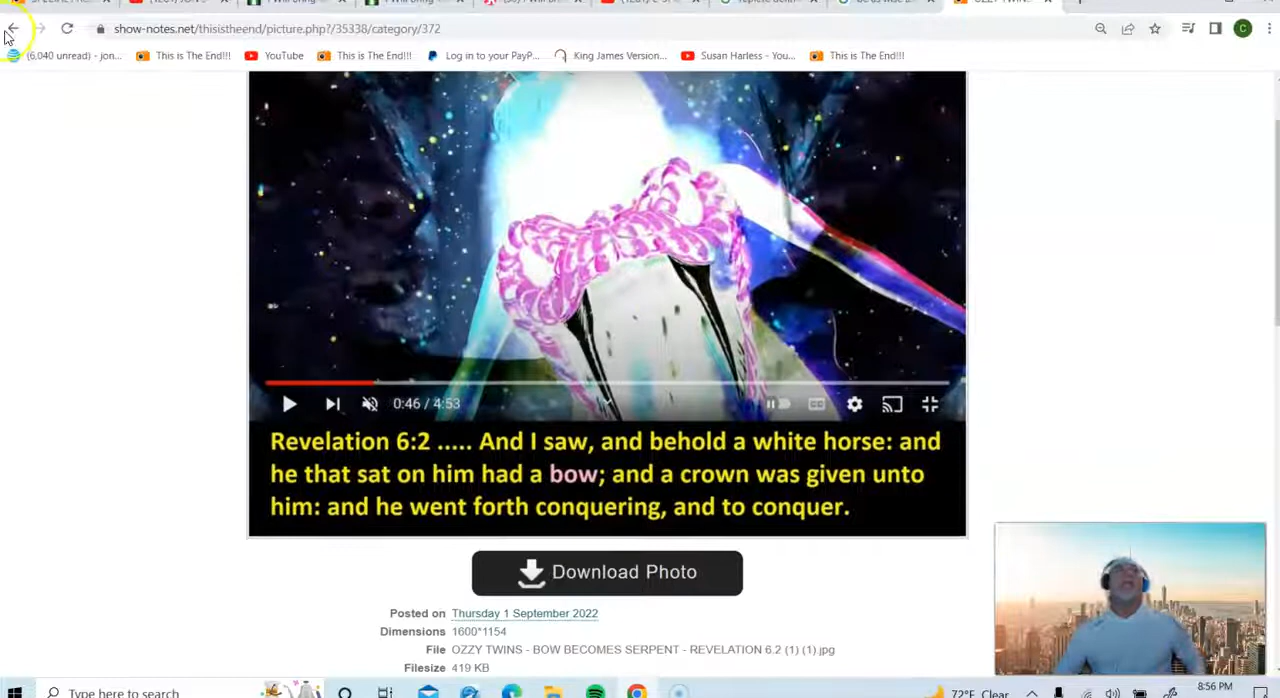 OZZY TWIN...
show-notes.net/thisistheend/picture.php?/35338/category/372
C
(6,040 unread) - jon...
This is The End!!!
YouTube
This is The End!!!
Log in to your PayP...
King James Version...
Susan Harless - You...
This is The End!!!
0:46 / 4:53
CC
Revelation 6:2 ..... And I saw, and behold a white horse: and
he that sat on him had a bow; and a crown was given unto
him: and he went forth conquering, and to conquer.
Download Photo
Posted on Thursday 1 September 2022
Dimensions 1600*1154
File OZZY TWINS - BOW BECOMES SERPENT - REVELATION 6.2 (1) (1).jpg
Filesize 419 KB
Type here to search
72°F Clear
8:56 PM